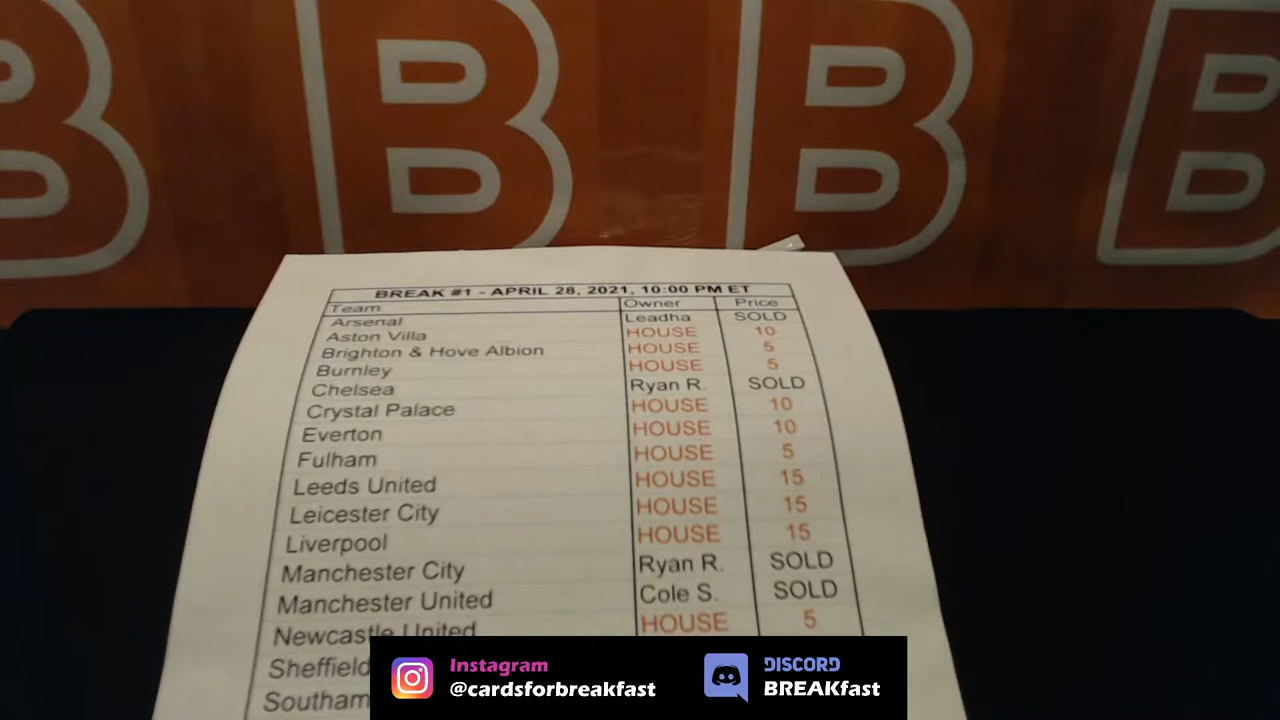 B B B B
BREAK #1 - APRIL 28, 2021, 10:00 PM ET
Team Owner Price
Arsenal Leadha SOLD
Aston Villa HOUSE 10
Brighton & Hove Albion HOUSE 5
Burnley HOUSE 5
Chelsea Ryan R. SOLD
Crystal Palace HOUSE 10
Everton HOUSE 10
Fulham HOUSE 5
Leeds United HOUSE 15
Leicester City HOUSE 15
Liverpool HOUSE 15
Manchester City Ryan R. SOLD
Manchester United Cole S. SOLD
Newcastle United HOUSE 5
Sheffield
Southam
Instagram
@cardsforbreakfast
DISCORD
BREAKfast